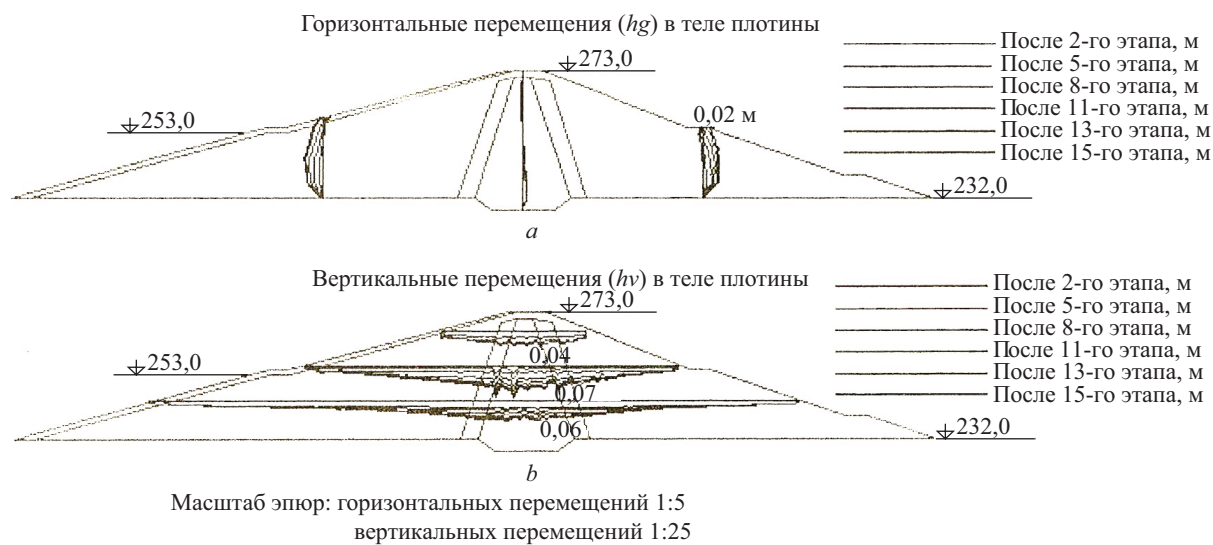 Горизонтальные перемещения (hg) в теле плотины
После 2-го этапа, м
После 5-го этапа, м
После 8-го этапа, м
После 11-го этапа, м
После 13-го этапа, м
После 15-го этапа, м
273,0
253,0
0,02 м
232,0
a
Вертикальные перемещения (hv) в теле плотины
После 2-го этапа, м
После 5-го этапа, м
После 8-го этапа, м
После 11-го этапа, м
После 13-го этапа, м
После 15-го этапа, м
273,0
0,04
253,0
0,07
0,06
232,0
b
Масштаб эпюр: горизонтальных перемещений 1:5
вертикальных перемещений 1:25